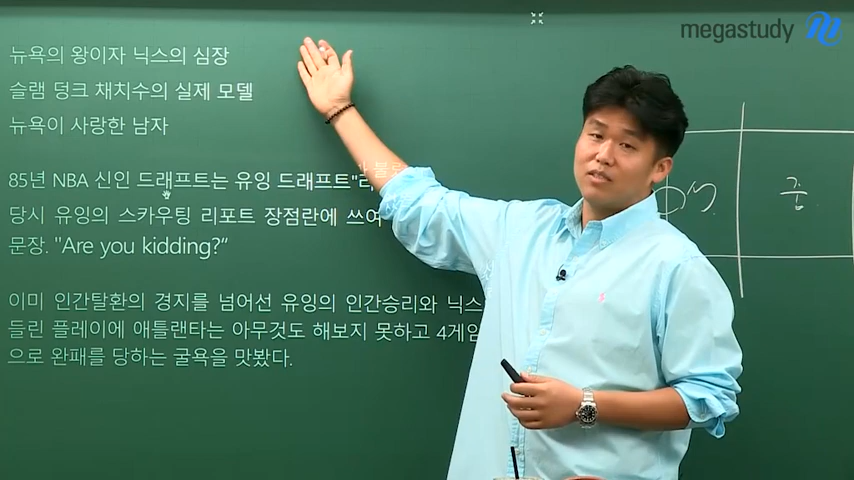 megastudy
뉴욕의 왕이자 닉스의 심장
슬램 덩크 채치수의 실제 모델
뉴욕이 사랑한 남자
85년 NBA 신인 드래프트는 유잉 드래프트"라
당시 유잉의 스카우팅 리포트 장점란에 쓰여
문장. "Are you kidding?“
이미 인간탈환의 경지를 넘어선 유잉의 인간승리와 닉스
들린 플레이에 애틀랜타는 아무것도 해보지 못하고 4게임
으로 완패를 당하는 굴욕을 맛봤다.